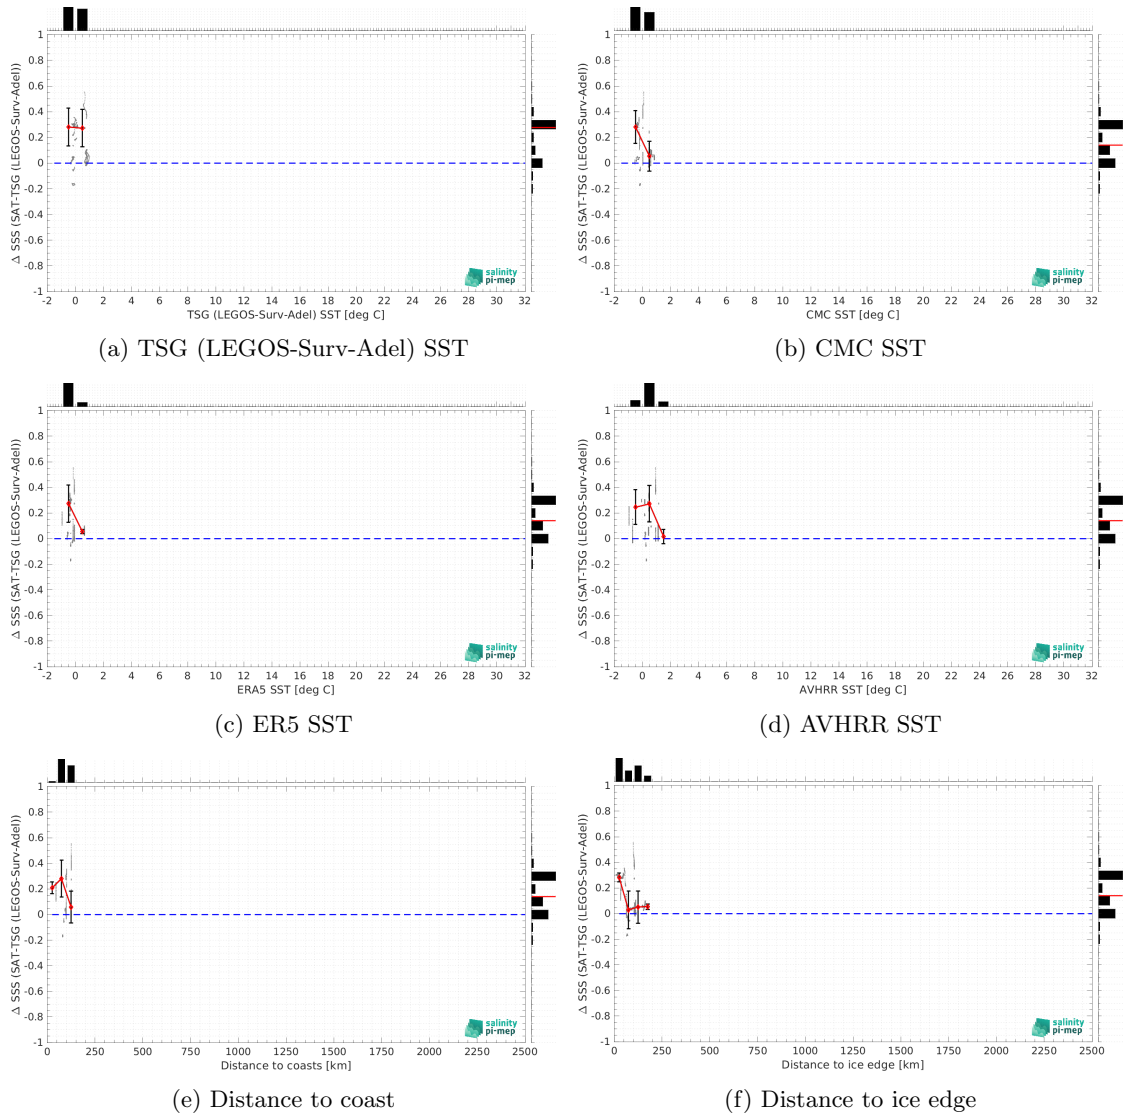 1
0.8
0.6
0.4
0.2
0
-0.2
-0.4
-0.6
-0.8
-1
Δ SSS (SAT-TSG (LEGOS-Surv-Adel))
salinity
pi-mep
-2 0 2 4 6 8 10 12 14 16 18 20 22 24 26 28 30 32
TSG (LEGOS-Surv-Adel) SST [deg C]
(a) TSG (LEGOS-Surv-Adel) SST
1
0.8
0.6
0.4
0.2
0
-0.2
-0.4
-0.6
-0.8
-1
Δ SSS (SAT-TSG (LEGOS-Surv-Adel))
salinity
pi-mep
-2 0 2 4 6 8 10 12 14 16 18 20 22 24 26 28 30 32
CMC SST [deg C]
(b) CMC SST
1
0.8
0.6
0.4
0.2
0
-0.2
-0.4
-0.6
-0.8
-1
Δ SSS (SAT-TSG (LEGOS-Surv-Adel))
salinity
pi-mep
-2 0 2 4 6 8 10 12 14 16 18 20 22 24 26 28 30 32
ERA5 SST [deg C]
(c) ER5 SST
1
0.8
0.6
0.4
0.2
0
-0.2
-0.4
-0.6
-0.8
-1
Δ SSS (SAT-TSG (LEGOS-Surv-Adel))
salinity
pi-mep
-2 0 2 4 6 8 10 12 14 16 18 20 22 24 26 28 30 32
AVHRR SST [deg C]
(d) AVHRR SST
1
0.8
0.6
0.4
0.2
0
-0.2
-0.4
-0.6
-0.8
-1
Δ SSS (SAT-TSG (LEGOS-Surv-Adel))
salinity
pi-mep
0 250 500 750 1000 1250 1500 1750 2000 2250 2500
Distance to coasts [km]
(e) Distance to coast
1
0.8
0.6
0.4
0.2
0
-0.2
-0.4
-0.6
-0.8
-1
Δ SSS (SAT-TSG (LEGOS-Surv-Adel))
salinity
pi-mep
0 250 500 750 1000 1250 1500 1750 2000 2250 2500
Distance to ice edge [km]
(f) Distance to ice edge